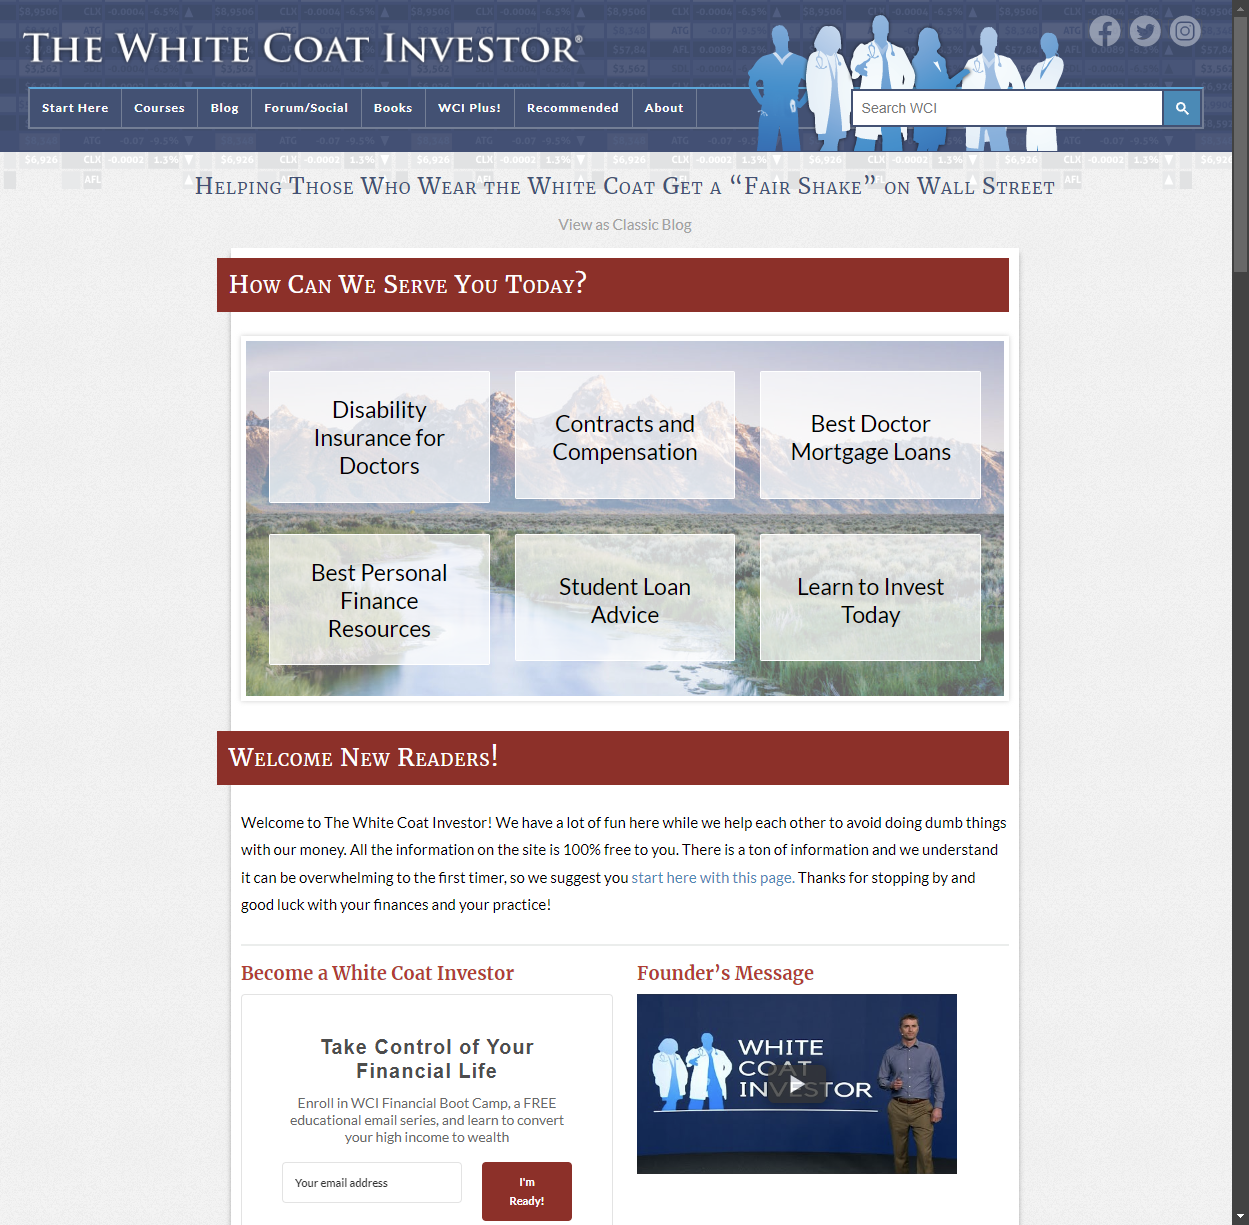 THE WHITE COAT INVESTOR®
Start Here
Courses
Blog
Forum/Social
Books
WCI Plus!
Recommended
About
Search WCI
HELPING THOSE WHO WEAR THE WHITE COAT GET A “FAIR SHAKE” ON WALL STREET
View as Classic Blog
HOW CAN WE SERVE YOU TODAY?
Disability
Insurance for
Doctors
Contracts and
Compensation
Best Doctor
Mortgage Loans
Best Personal
Finance
Resources
Student Loan
Advice
Learn to Invest
Today
WELCOME NEW READERS!
Welcome to The White Coat Investor! We have a lot of fun here while we help each other to avoid doing dumb things
with our money. All the information on the site is 100% free to you. There is a ton of information and we understand
it can be overwhelming to the first timer, so we suggest you start here with this page. Thanks for stopping by and
good luck with your finances and your practice!
Become a White Coat Investor
Take Control of Your
Financial Life
Enroll in WCI Financial Boot Camp, a FREE
educational email series, and learn to convert
your high income to wealth
Your email address
I'm
Ready!
Founder’s Message
WHITE
COAT
INVESTOR